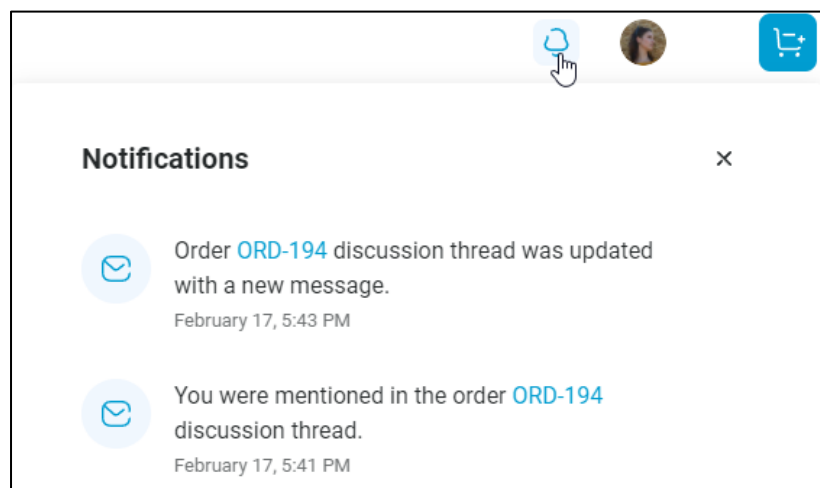 Notifications
Order ORD-194 discussion thread was updated
with a new message.
February 17, 5:43 PM
You were mentioned in the order ORD-194
discussion thread.
February 17, 5:41 PM